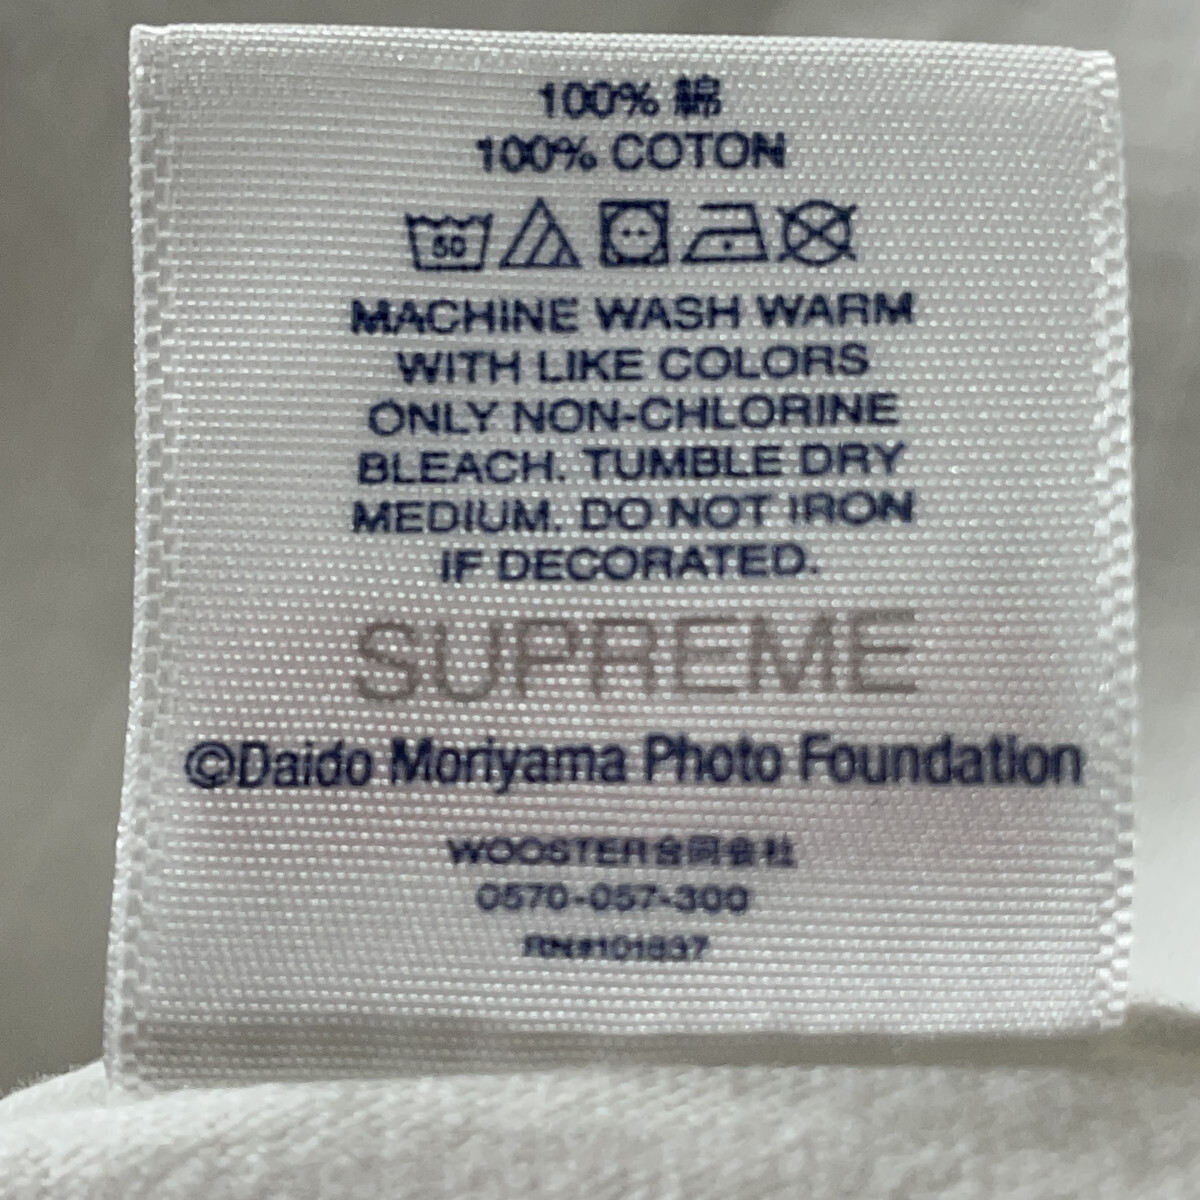 100% 綿
100% COTON
50
MACHINE WASH WARM
WITH LIKE COLORS
ONLY NON-CHLORINE
BLEACH. TUMBLE DRY
MEDIUM. DO NOT IRON
IF DECORATED.
SUPREME
©Daido Moriyama Photo Foundation
WOOSTER合同会社
0570-057-300
RN#101837